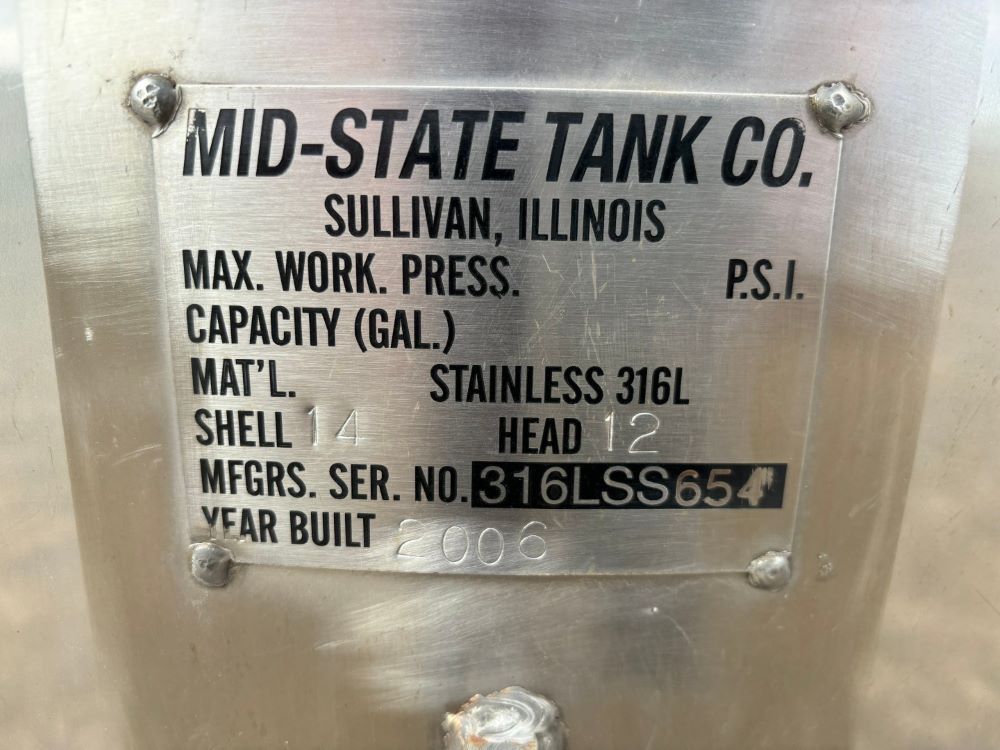 MID-STATE TANK CO.
SULLIVAN, ILLINOIS
MAX. WORK. PRESS. P.S.I.
CAPACITY (GAL.)
MAT'L. STAINLESS 316L
SHELL 14 HEAD 12
MFGRS. SER. NO. 316LSS654
YEAR BUILT 2006